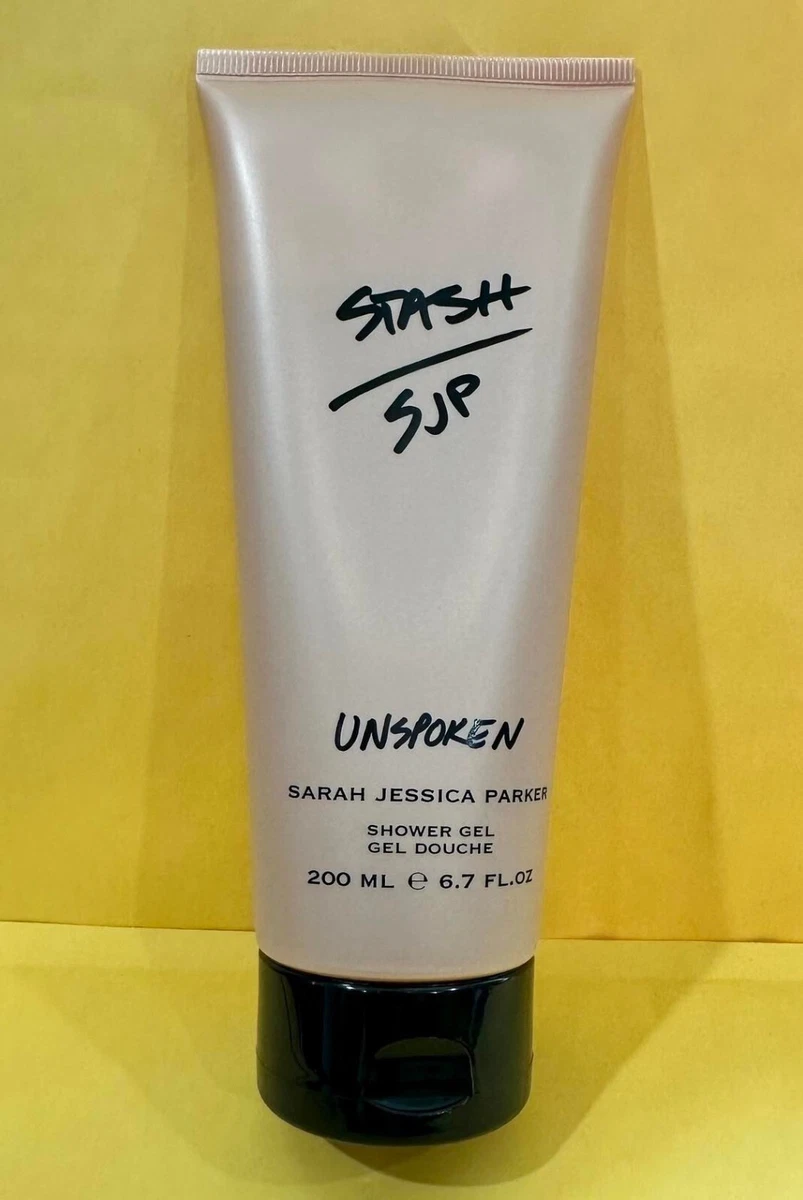 STASH
SJP
UNSPOKEN
SARAH JESSICA PARKER
SHOWER GEL
GEL DOUCHE
200 ML ℮ 6.7 FL.OZ